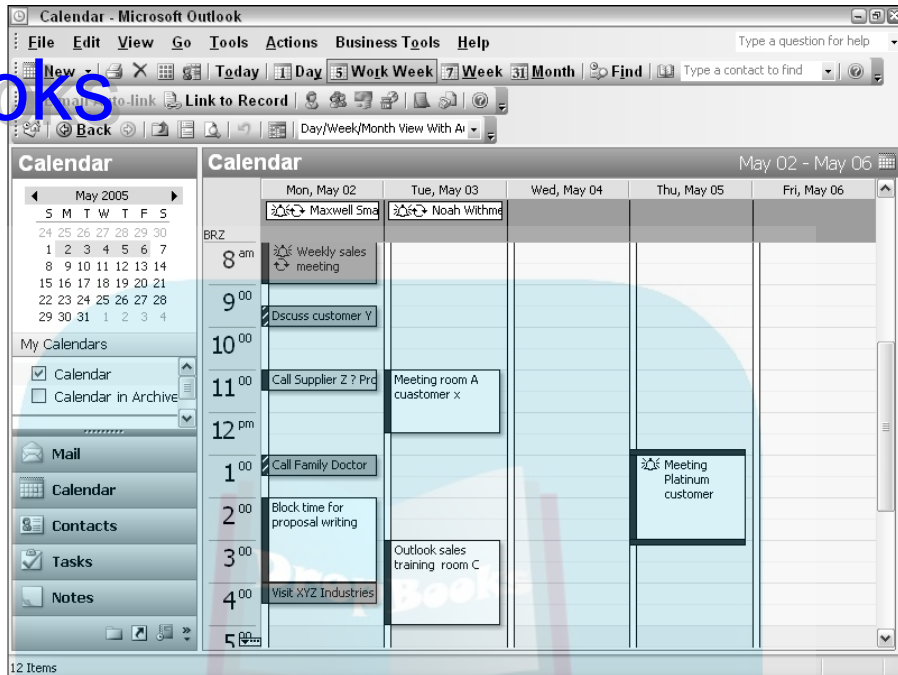 Calendar - Microsoft Outlook
File Edit View Go Tools Actions Business Tools Help Type a question for help
New Today 1 Day 5 Work Week 7 Week 31 Month Find Type a contact to find
oks
Auto-link Link to Record
Back Day/Week/Month View With Au
Calendar
May 2005
S M T W T F S
24 25 26 27 28 29 30
1 2 3 4 5 6 7
8 9 10 11 12 13 14
15 16 17 18 19 20 21
22 23 24 25 26 27 28
29 30 31 1 2 3 4
My Calendars
Calendar
Calendar in Archive
Mail
Calendar
Contacts
Tasks
Notes
Calendar May 02 - May 06
Mon, May 02 Tue, May 03 Wed, May 04 Thu, May 05 Fri, May 06
Maxwell Sma Noah Withme
BRZ
8 am Weekly sales
meeting
9 00
Dscuss customer Y
10 00
11 00 Call Supplier Z ? Pro Meeting room A
cuastomer x
12 pm
1 00 Call Family Doctor Meeting
Platinum
customer
2 00 Block time for
proposal writing
3 00 Outlook sales
training room C
4 00 Visit XYZ Industries
5 00
DropBooks
12 Items